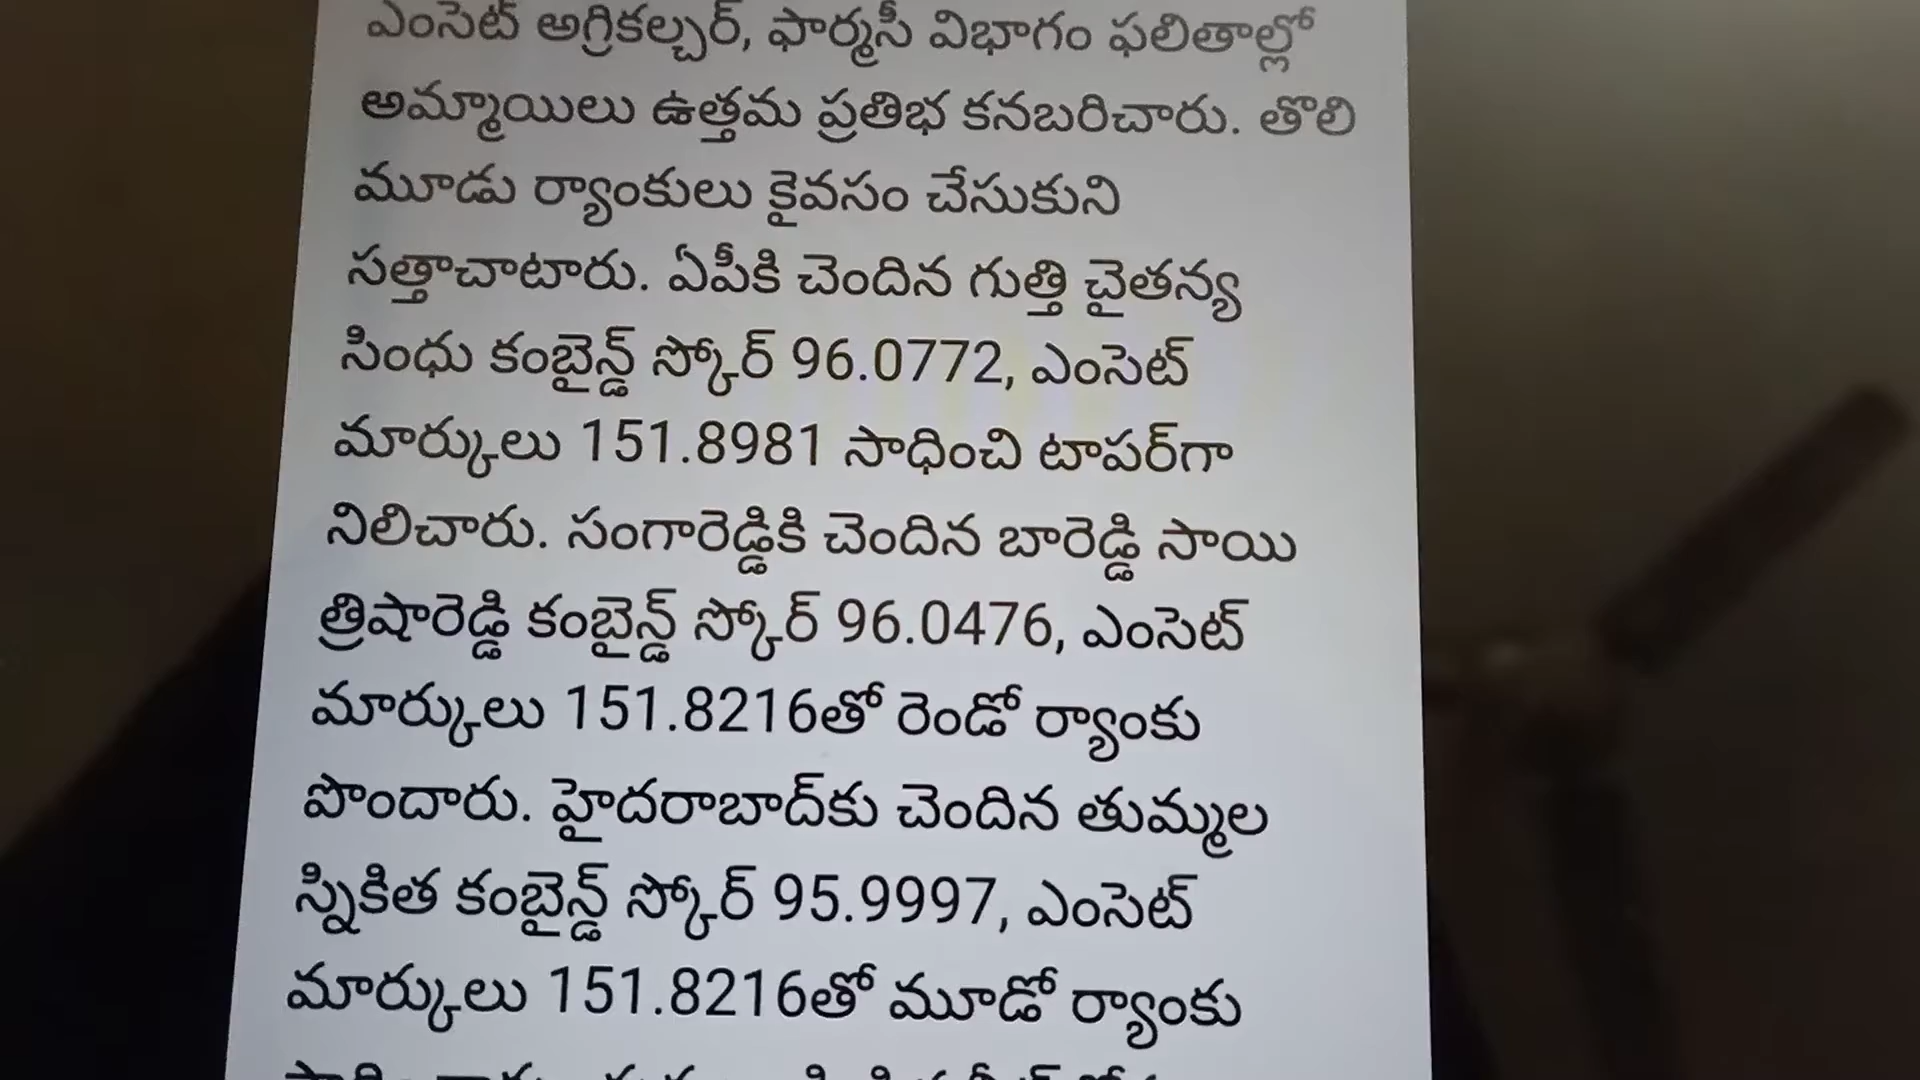 ఎంసెట్ అగ్రికల్చర్, ఫార్మసీ విభాగం ఫలితాల్లో
అమ్మాయిలు ఉత్తమ ప్రతిభ కనబరిచారు. తొలి
మూడు ర్యాంకులు కైవసం చేసుకుని
సత్తాచాటారు. ఏపీకి చెందిన గుత్తి చైతన్య
సింధు కంబైన్డ్ స్కోర్ 96.0772, ఎంసెట్
మార్కులు 151.8981 సాధించి టాపర్‌గా
నిలిచారు. సంగారెడ్డికి చెందిన బారెడ్డి సాయి
త్రిషారెడ్డి కంబైన్డ్ స్కోర్ 96.0476, ఎంసెట్
మార్కులు 151.8216తో రెండో ర్యాంకు
పొందారు. హైదరాబాద్‌కు చెందిన తుమ్మల
స్నికిత కంబైన్డ్ స్కోర్ 95.9997, ఎంసెట్
మార్కులు 151.8216తో మూడో ర్యాంకు